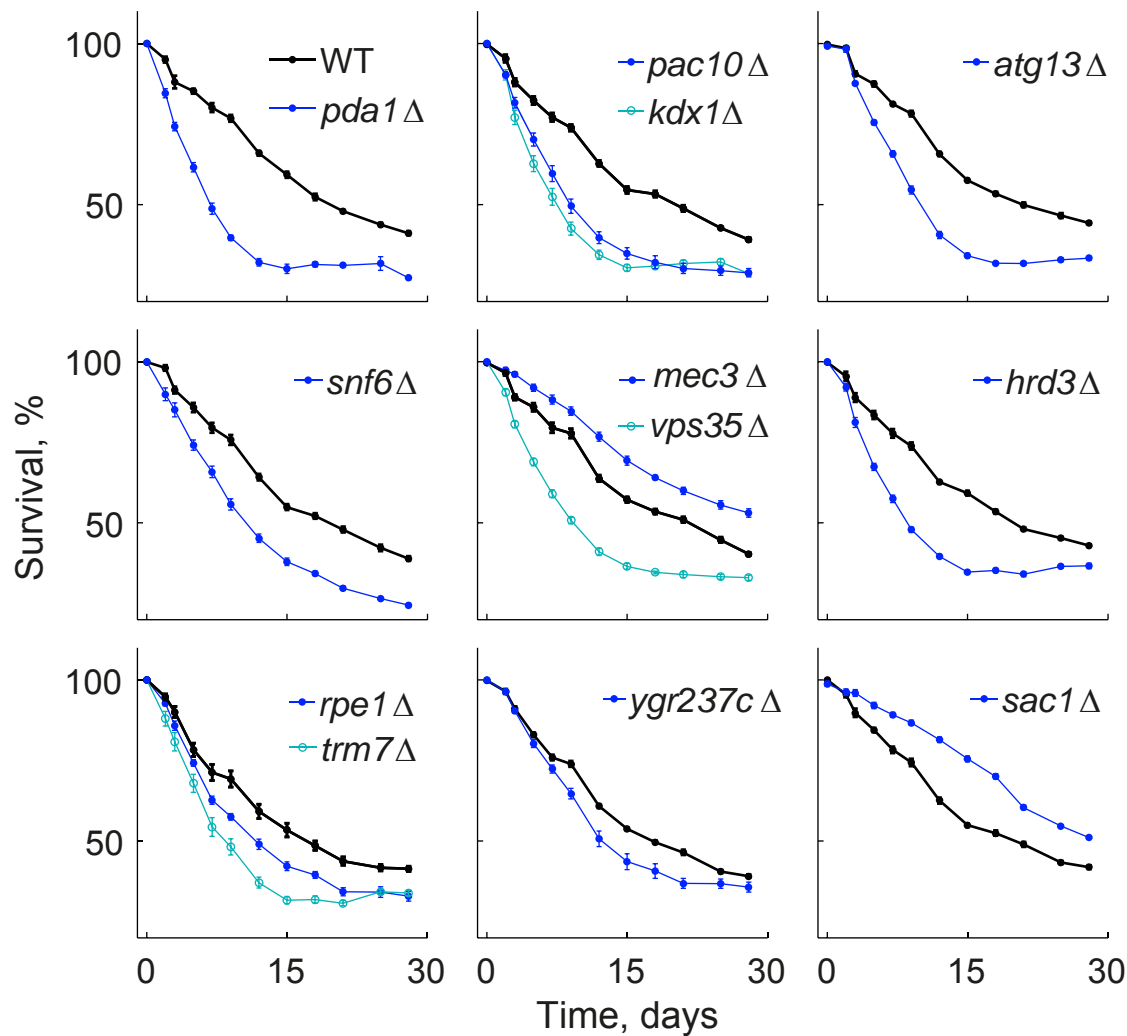 100
50
WT
pda1Δ
pac10Δ
kdx1Δ
atg13Δ
100
50
snf6Δ
mec3Δ
vps35Δ
hrd3Δ
100
50
rpe1Δ
trm7Δ
ygr237cΔ
sac1Δ
0 15 30
0 15 30
0 15 30
Survival, %
Time, days